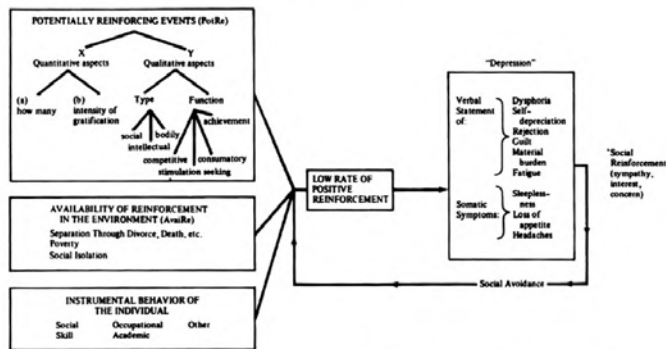 POTENTIALLY REINFORCING EVENTS (PotRe)
X
Quantitative aspects
Y
Qualitative aspects
(a)
how many
(b)
intensity of
gratification
Type
Function
social
bodily
intellectual
achievement
competitive
consumatory
stimulation seeking
AVAILABILITY OF REINFORCEMENT
IN THE ENVIRONMENT (AvaiRe)
Separation Through Divorce, Death, etc.
Poverty
Social Isolation
INSTRUMENTAL BEHAVIOR OF
THE INDIVIDUAL
Social Occupational Other
Skill Academic
LOW RATE OF
POSITIVE
REINFORCEMENT
"Depression"
Verbal
Statement
of:
Dysphoria
Self-
depreciation
Rejection
Guilt
Material
burden
Fatigue
Somatic
Symptoms:
Sleepless-
ness
Loss of
appetite
Headaches
Social
Reinforcement
(sympathy,
interest,
concern)
Social Avoidance